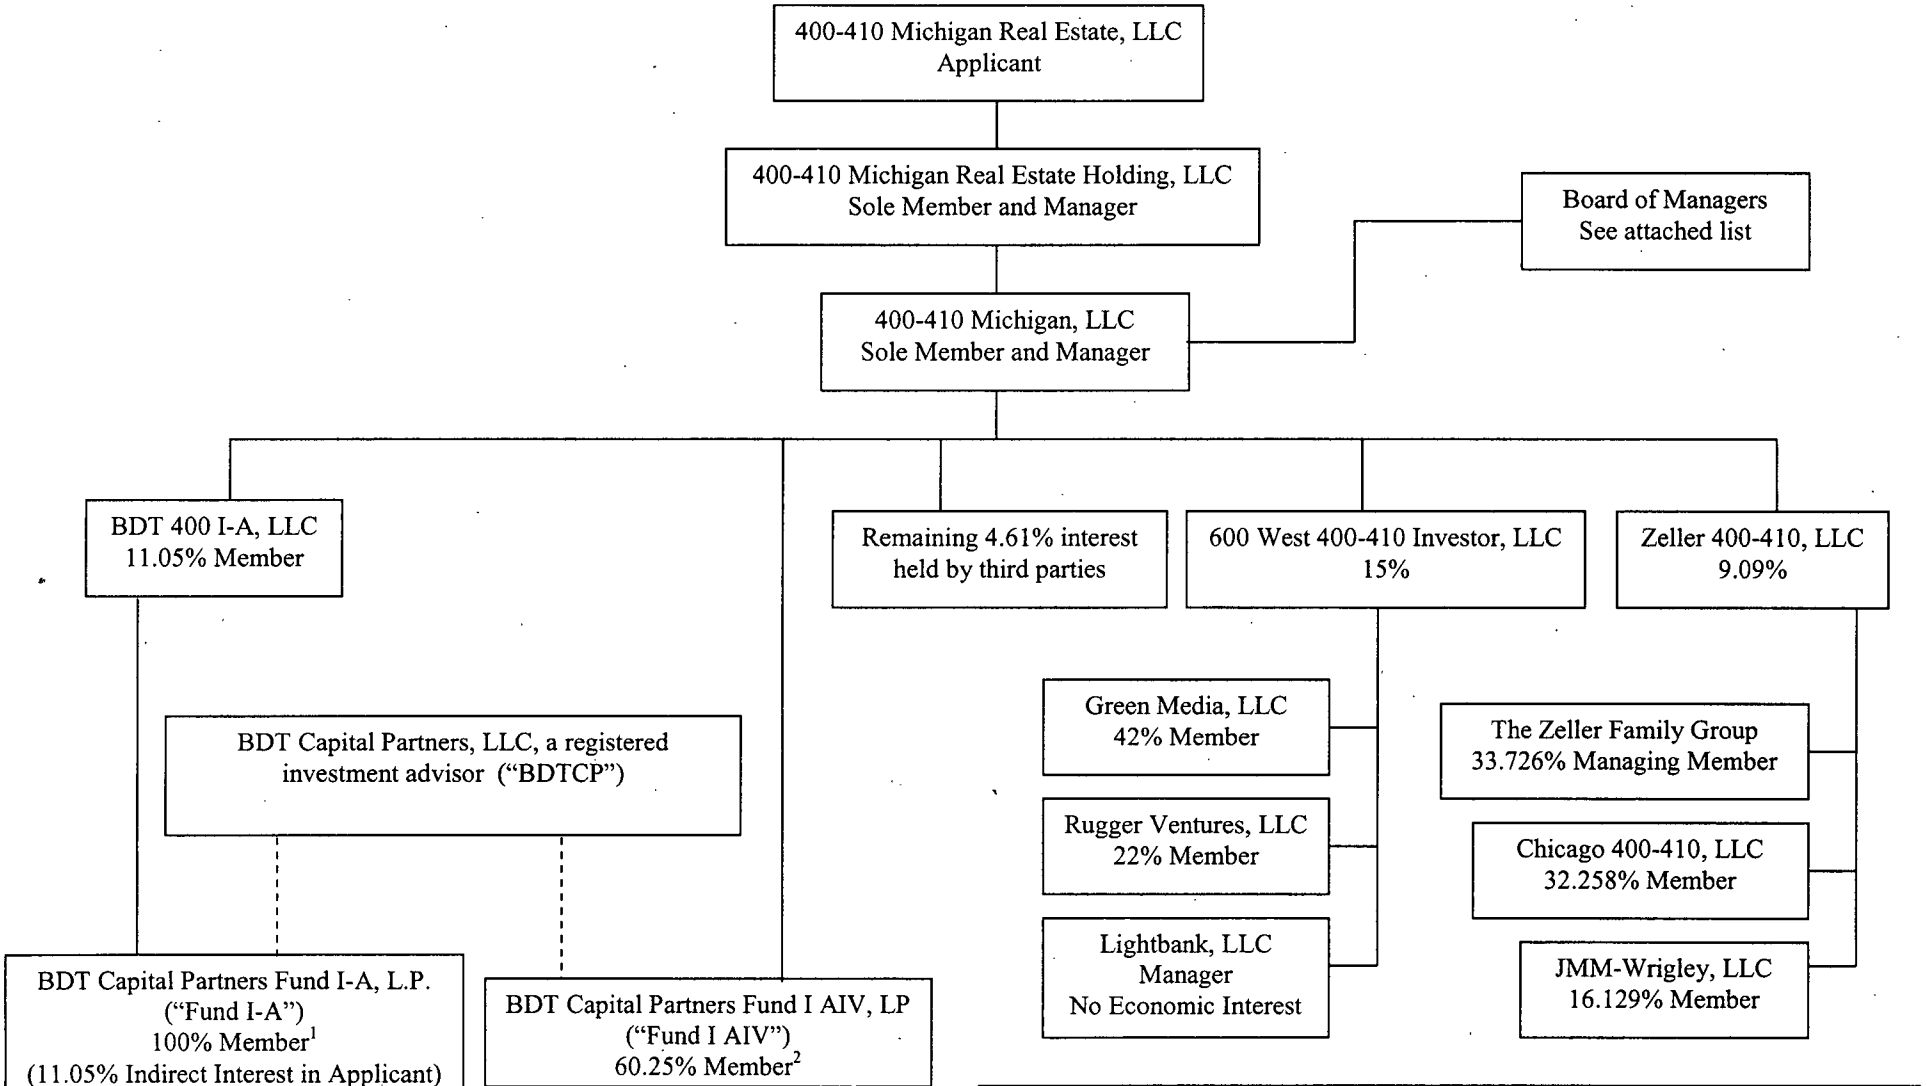 400-410 Michigan Real Estate, LLC
Applicant
400-410 Michigan Real Estate Holding, LLC
Sole Member and Manager
Board of Managers
See attached list
400-410 Michigan, LLC
Sole Member and Manager
BDT 400 I-A, LLC
11.05% Member
Remaining 4.61% interest
held by third parties
600 West 400-410 Investor, LLC
15%
Zeller 400-410, LLC
9.09%
Green Media, LLC
42% Member
The Zeller Family Group
33.726% Managing Member
BDT Capital Partners, LLC, a registered
investment advisor (“BDTCP”)
Rugger Ventures, LLC
22% Member
Chicago 400-410, LLC
32.258% Member
Lightbank, LLC
Manager
No Economic Interest
JMM-Wrigley, LLC
16.129% Member
BDT Capital Partners Fund I-A, L.P.
(“Fund I-A”)
100% Member¹
(11.05% Indirect Interest in Applicant)
BDT Capital Partners Fund I AIV, LP
(“Fund I AIV”)
60.25% Member²